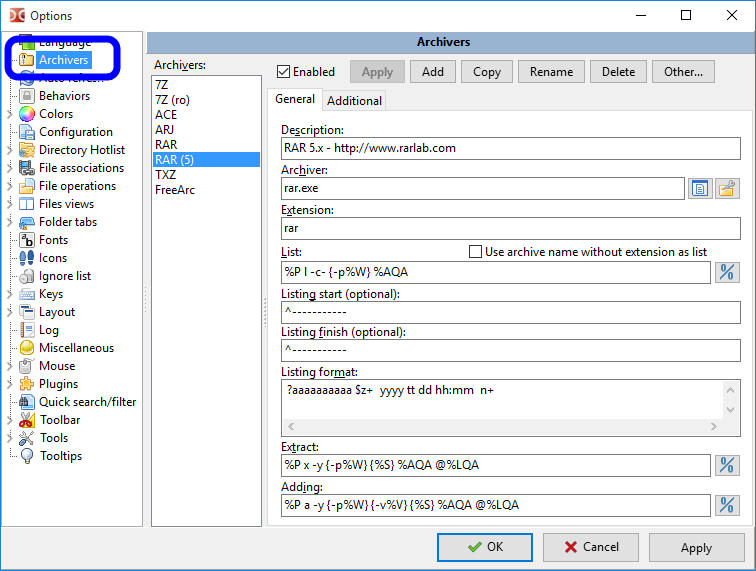 Options
Language
Archivers
Auto refresh
Behaviors
Colors
Configuration
Directory Hotlist
File associations
File operations
Files views
Folder tabs
Fonts
Icons
Ignore list
Keys
Layout
Log
Miscellaneous
Mouse
Plugins
Quick search/filter
Toolbar
Tools
Tooltips
Archivers
Archivers:
7Z
7Z (ro)
ACE
ARJ
RAR
RAR (5)
TXZ
FreeArc
Enabled Apply Add Copy Rename Delete Other...
General Additional
Description:
RAR 5.x - http://www.rarlab.com
Archiver:
rar.exe
Extension:
rar
List: Use archive name without extension as list
%P l -c- {-p%W} %AQA %
Listing start (optional):
^-----------
Listing finish (optional):
^-----------
Listing format:
?aaaaaaaaaa $z+  yyyy tt dd hh:mm  n+
Extract:
%P x -y {-p%W} {%S} %AQA @%LQA %
Adding:
%P a -y {-p%W} {-v%V} {%S} %AQA @%LQA %
OK Cancel Apply